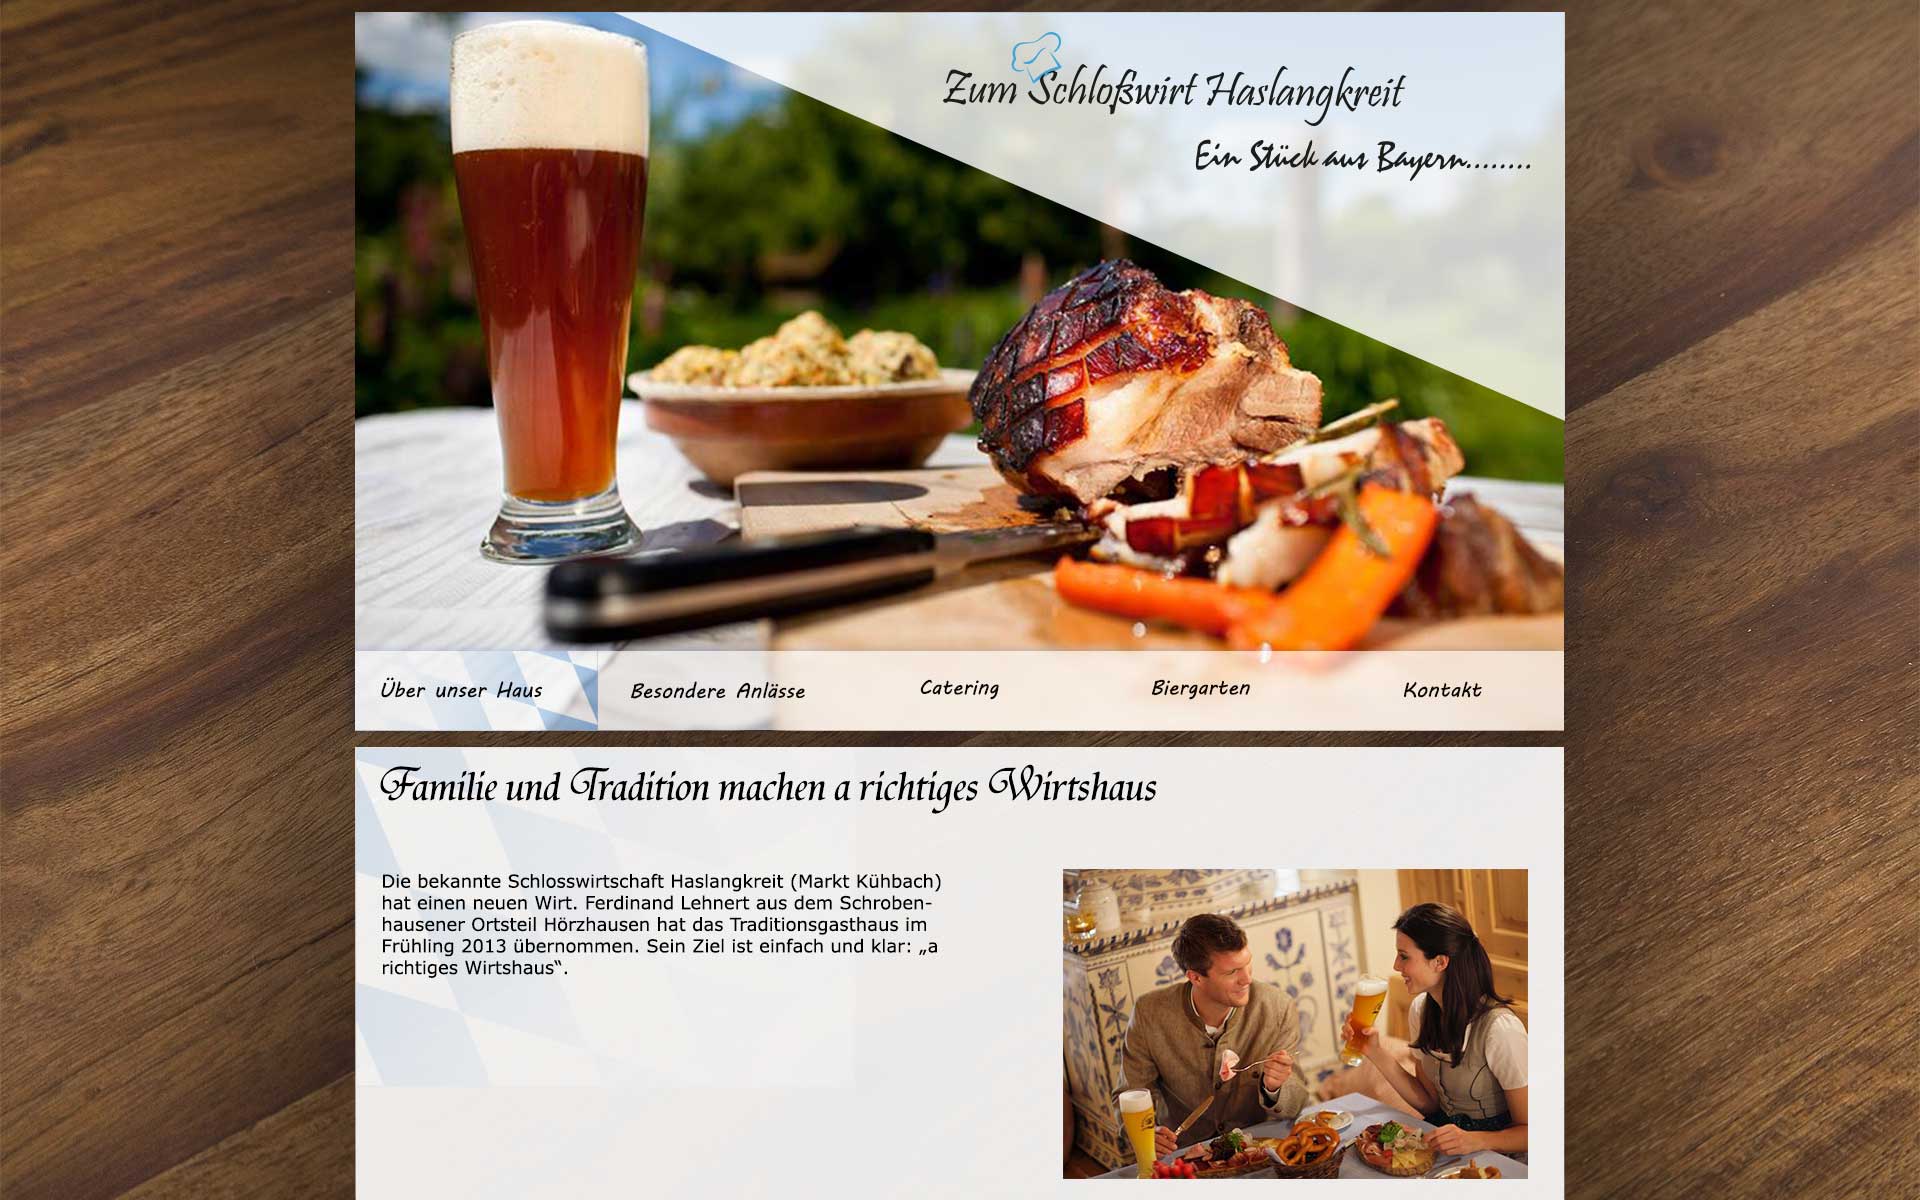 Zum Schloßwirt Haslangkreit
Ein Stück aus Bayern........
Über unser Haus
Besondere Anlässe
Catering
Biergarten
Kontakt
Familie und Tradition machen a richtiges Wirtshaus
Die bekannte Schlosswirtschaft Haslangkreit (Markt Kühbach)
hat einen neuen Wirt. Ferdinand Lehnert aus dem Schroben-
hausener Ortsteil Hörzhausen hat das Traditionsgasthaus im
Frühling 2013 übernommen. Sein Ziel ist einfach und klar: „a
richtiges Wirtshaus“.